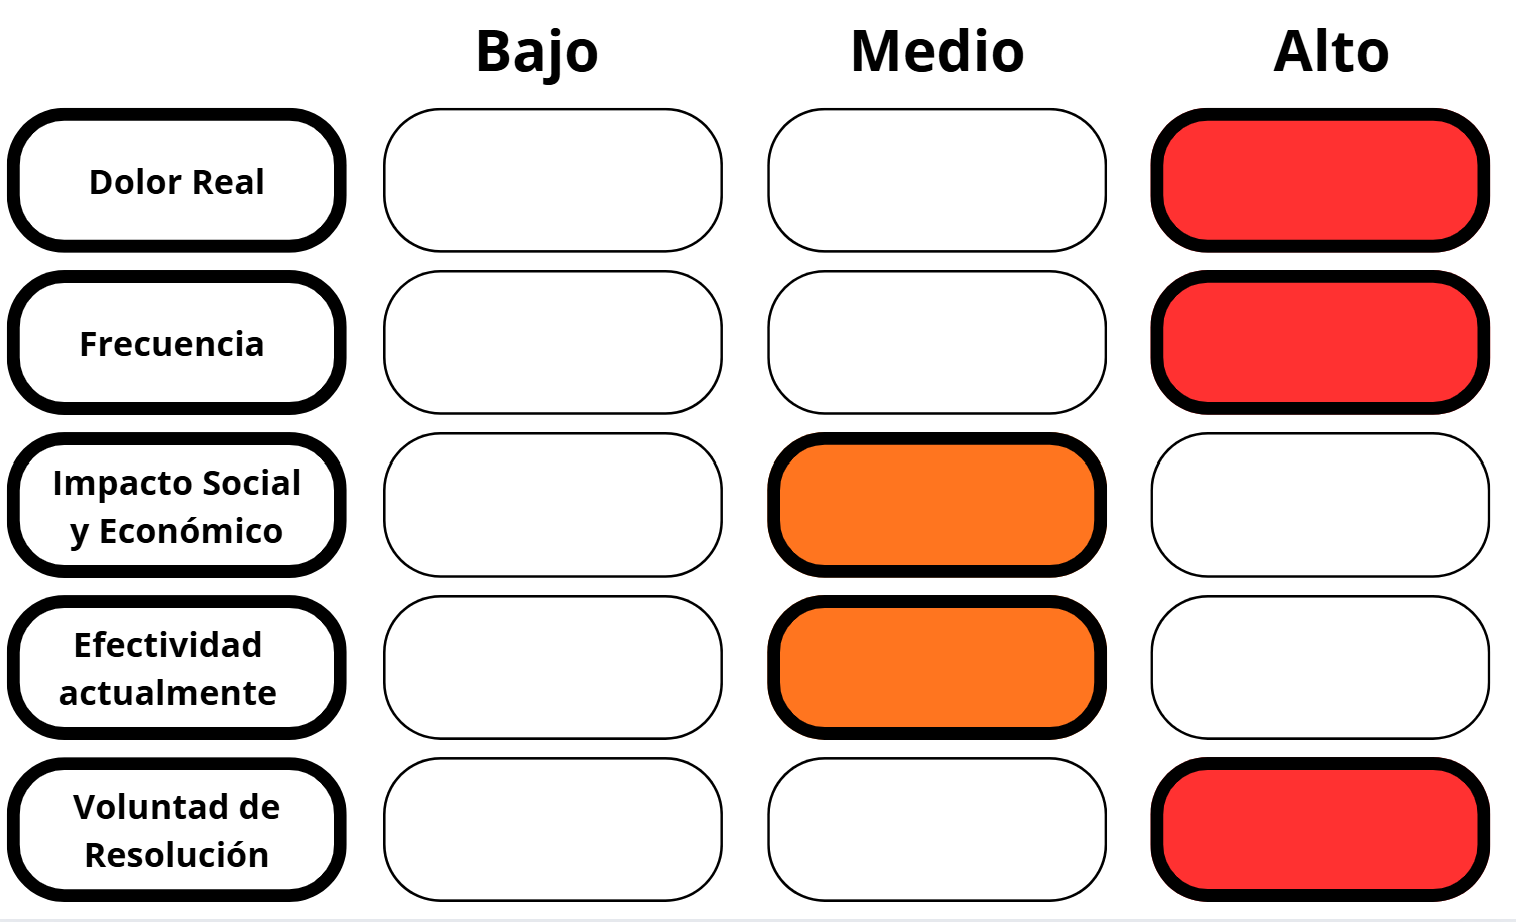 Bajo Medio Alto
Dolor Real
Frecuencia
Impacto Social
y Económico
Efectividad
actualmente
Voluntad de
Resolución